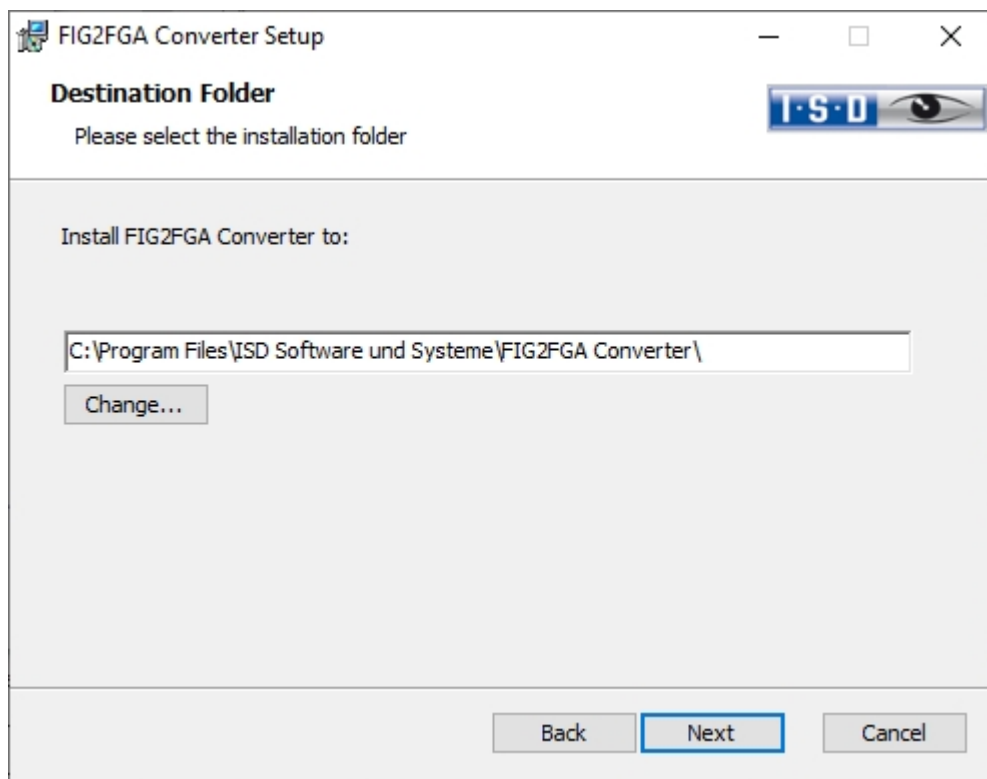 FIG2FGA Converter Setup
Destination Folder
I·S·D
Please select the installation folder
Install FIG2FGA Converter to:
C:\Program Files\ISD Software und Systeme\FIG2FGA Converter\
Change...
Back Next Cancel